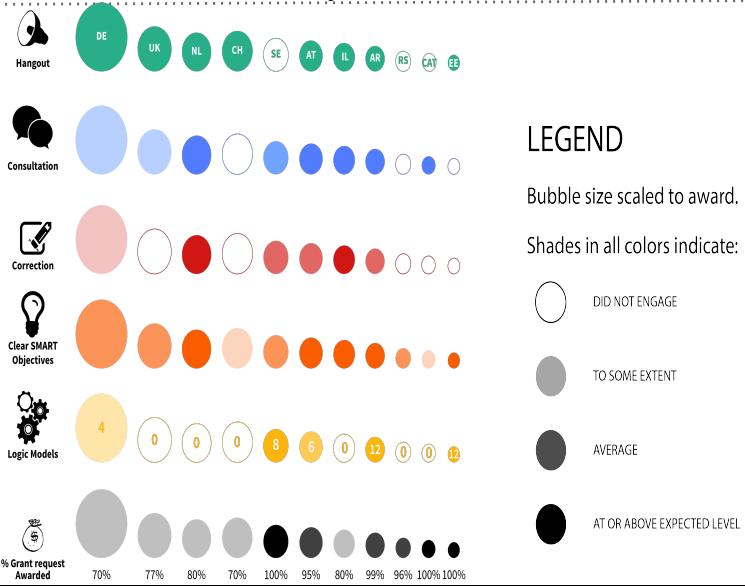 DE UK NL CH SE AT IL AR RS CAT EE
Hangout
Consultation
Correction
Clear SMART
Objectives
4 0 0 0 8 6 0 12 0 0 12
Logic Models
$
% Grant request
Awarded
70% 77% 80% 70% 100% 95% 80% 99% 96% 100% 100%
LEGEND
Bubble size scaled to award.
Shades in all colors indicate:
DID NOT ENGAGE
TO SOME EXTENT
AVERAGE
AT OR ABOVE EXPECTED LEVEL